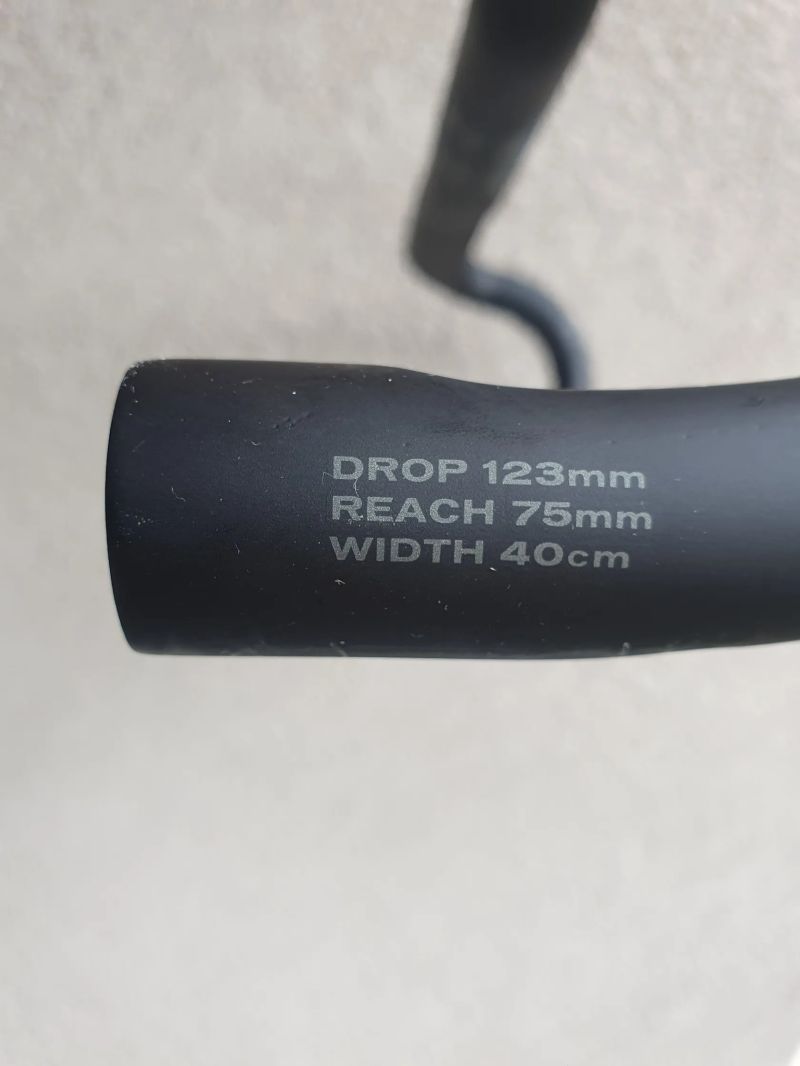 DROP 123mm
REACH 75mm
WIDTH 40cm